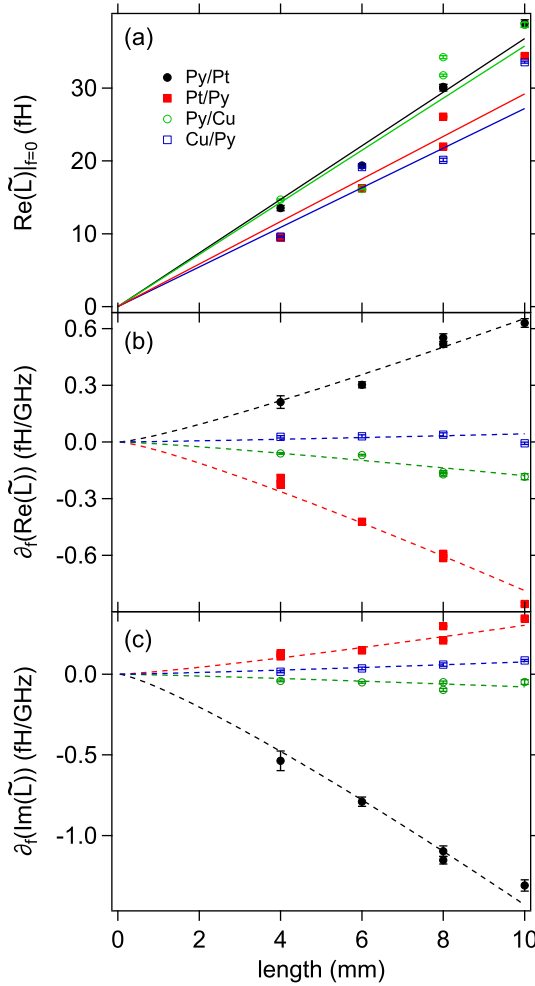 (a)
Py/Pt
Pt/Py
Py/Cu
Cu/Py
Re(L̃)|f=0 (fH)
30
20
10
0
(b)
∂f(Re(L̃)) (fH/GHz)
0.6
0.3
0.0
-0.3
-0.6
(c)
∂f(Im(L̃)) (fH/GHz)
0.0
-0.5
-1.0
0 2 4 6 8 10
length (mm)